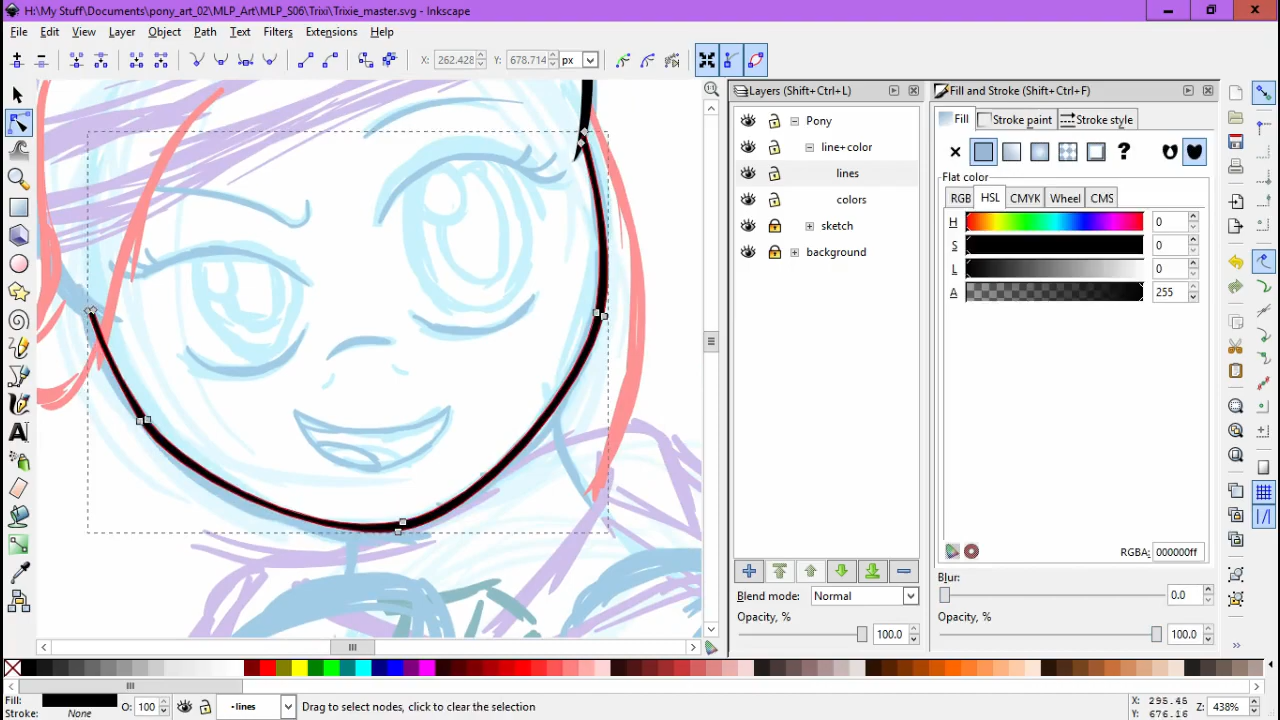 H:\My Stuff\Documents\pony_art_02\MLP_Art\MLP_S06\Trixi\Trixie_master.svg - Inkscape
File Edit View Layer Object Path Text Filters Extensions Help
X: 262.428 Y: 678.714 px
Layers (Shift+Ctrl+L)
Fill and Stroke (Shift+Ctrl+F)
Pony
line+color
lines
colors
sketch
background
Fill Stroke paint Stroke style
?
Flat color
RGB HSL CMYK Wheel CMS
H 0
S 0
L 0
A 255
RGBA: 000000ff
Blur:
0.0
Blend mode: Normal
Opacity, %
100.0
Opacity, %
100.0
Fill:
Stroke: None
O: 100
-lines
Drag to select nodes, click to clear the selection
X: 295.46
Y: 676.16
Z: 438%